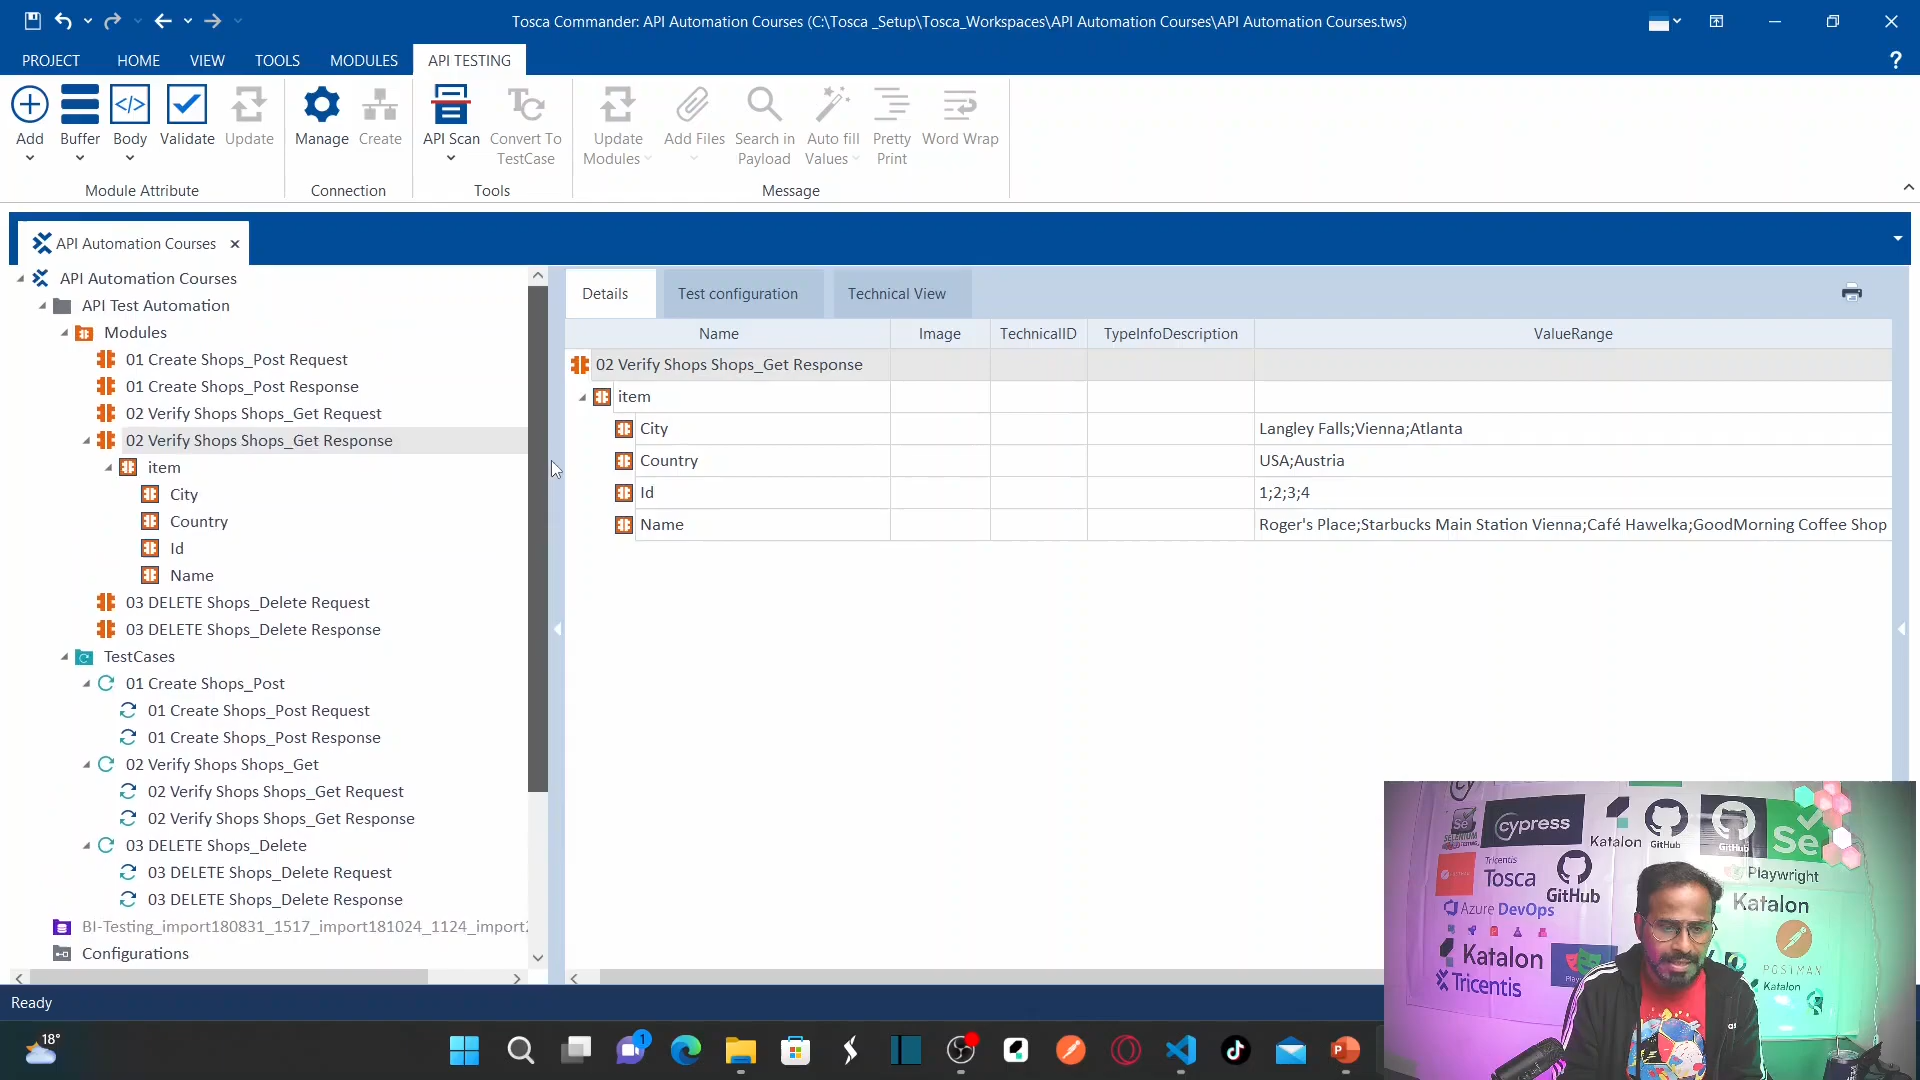 Tosca Commander: API Automation Courses (C:\Tosca _Setup\Tosca_Workspaces\API Automation Courses\API Automation Courses.tws)
PROJECT HOME VIEW TOOLS MODULES API TESTING
?
Add Buffer Body Validate Update Manage Create API Scan Convert To TestCase Update Modules Add Files Search in Payload Auto fill Values Pretty Print Word Wrap
Module Attribute Connection Tools Message
API Automation Courses
API Automation Courses
API Test Automation
Modules
01 Create Shops_Post Request
01 Create Shops_Post Response
02 Verify Shops Shops_Get Request
02 Verify Shops Shops_Get Response
item
City
Country
Id
Name
03 DELETE Shops_Delete Request
03 DELETE Shops_Delete Response
TestCases
01 Create Shops_Post
01 Create Shops_Post Request
01 Create Shops_Post Response
02 Verify Shops Shops_Get
02 Verify Shops Shops_Get Request
02 Verify Shops Shops_Get Response
03 DELETE Shops_Delete
03 DELETE Shops_Delete Request
03 DELETE Shops_Delete Response
BI-Testing_import180831_1517_import181024_1124_import
Configurations
Details Test configuration Technical View
Name Image TechnicalID TypeInfoDescription ValueRange
02 Verify Shops Shops_Get Response
item
City Langley Falls;Vienna;Atlanta
Country USA;Austria
Id 1;2;3;4
Name Roger's Place;Starbucks Main Station Vienna;Café Hawelka;GoodMorning Coffee Shop
Ready
18°
1
cypress
Katalon
GitHub
GitHub
Se
Tricentis
Tosca
GitHub
Playwright
Katalon
Azure DevOps
Katalon
Tricentis
POSTMAN
Katalon